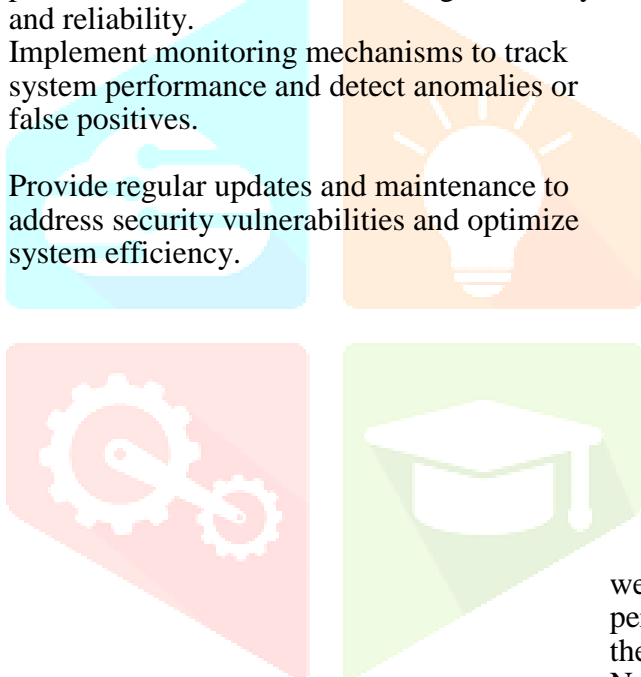 and reliability.
Implement monitoring mechanisms to track
system performance and detect anomalies or
false positives.
Provide regular updates and maintenance to
address security vulnerabilities and optimize
system efficiency.
we
the